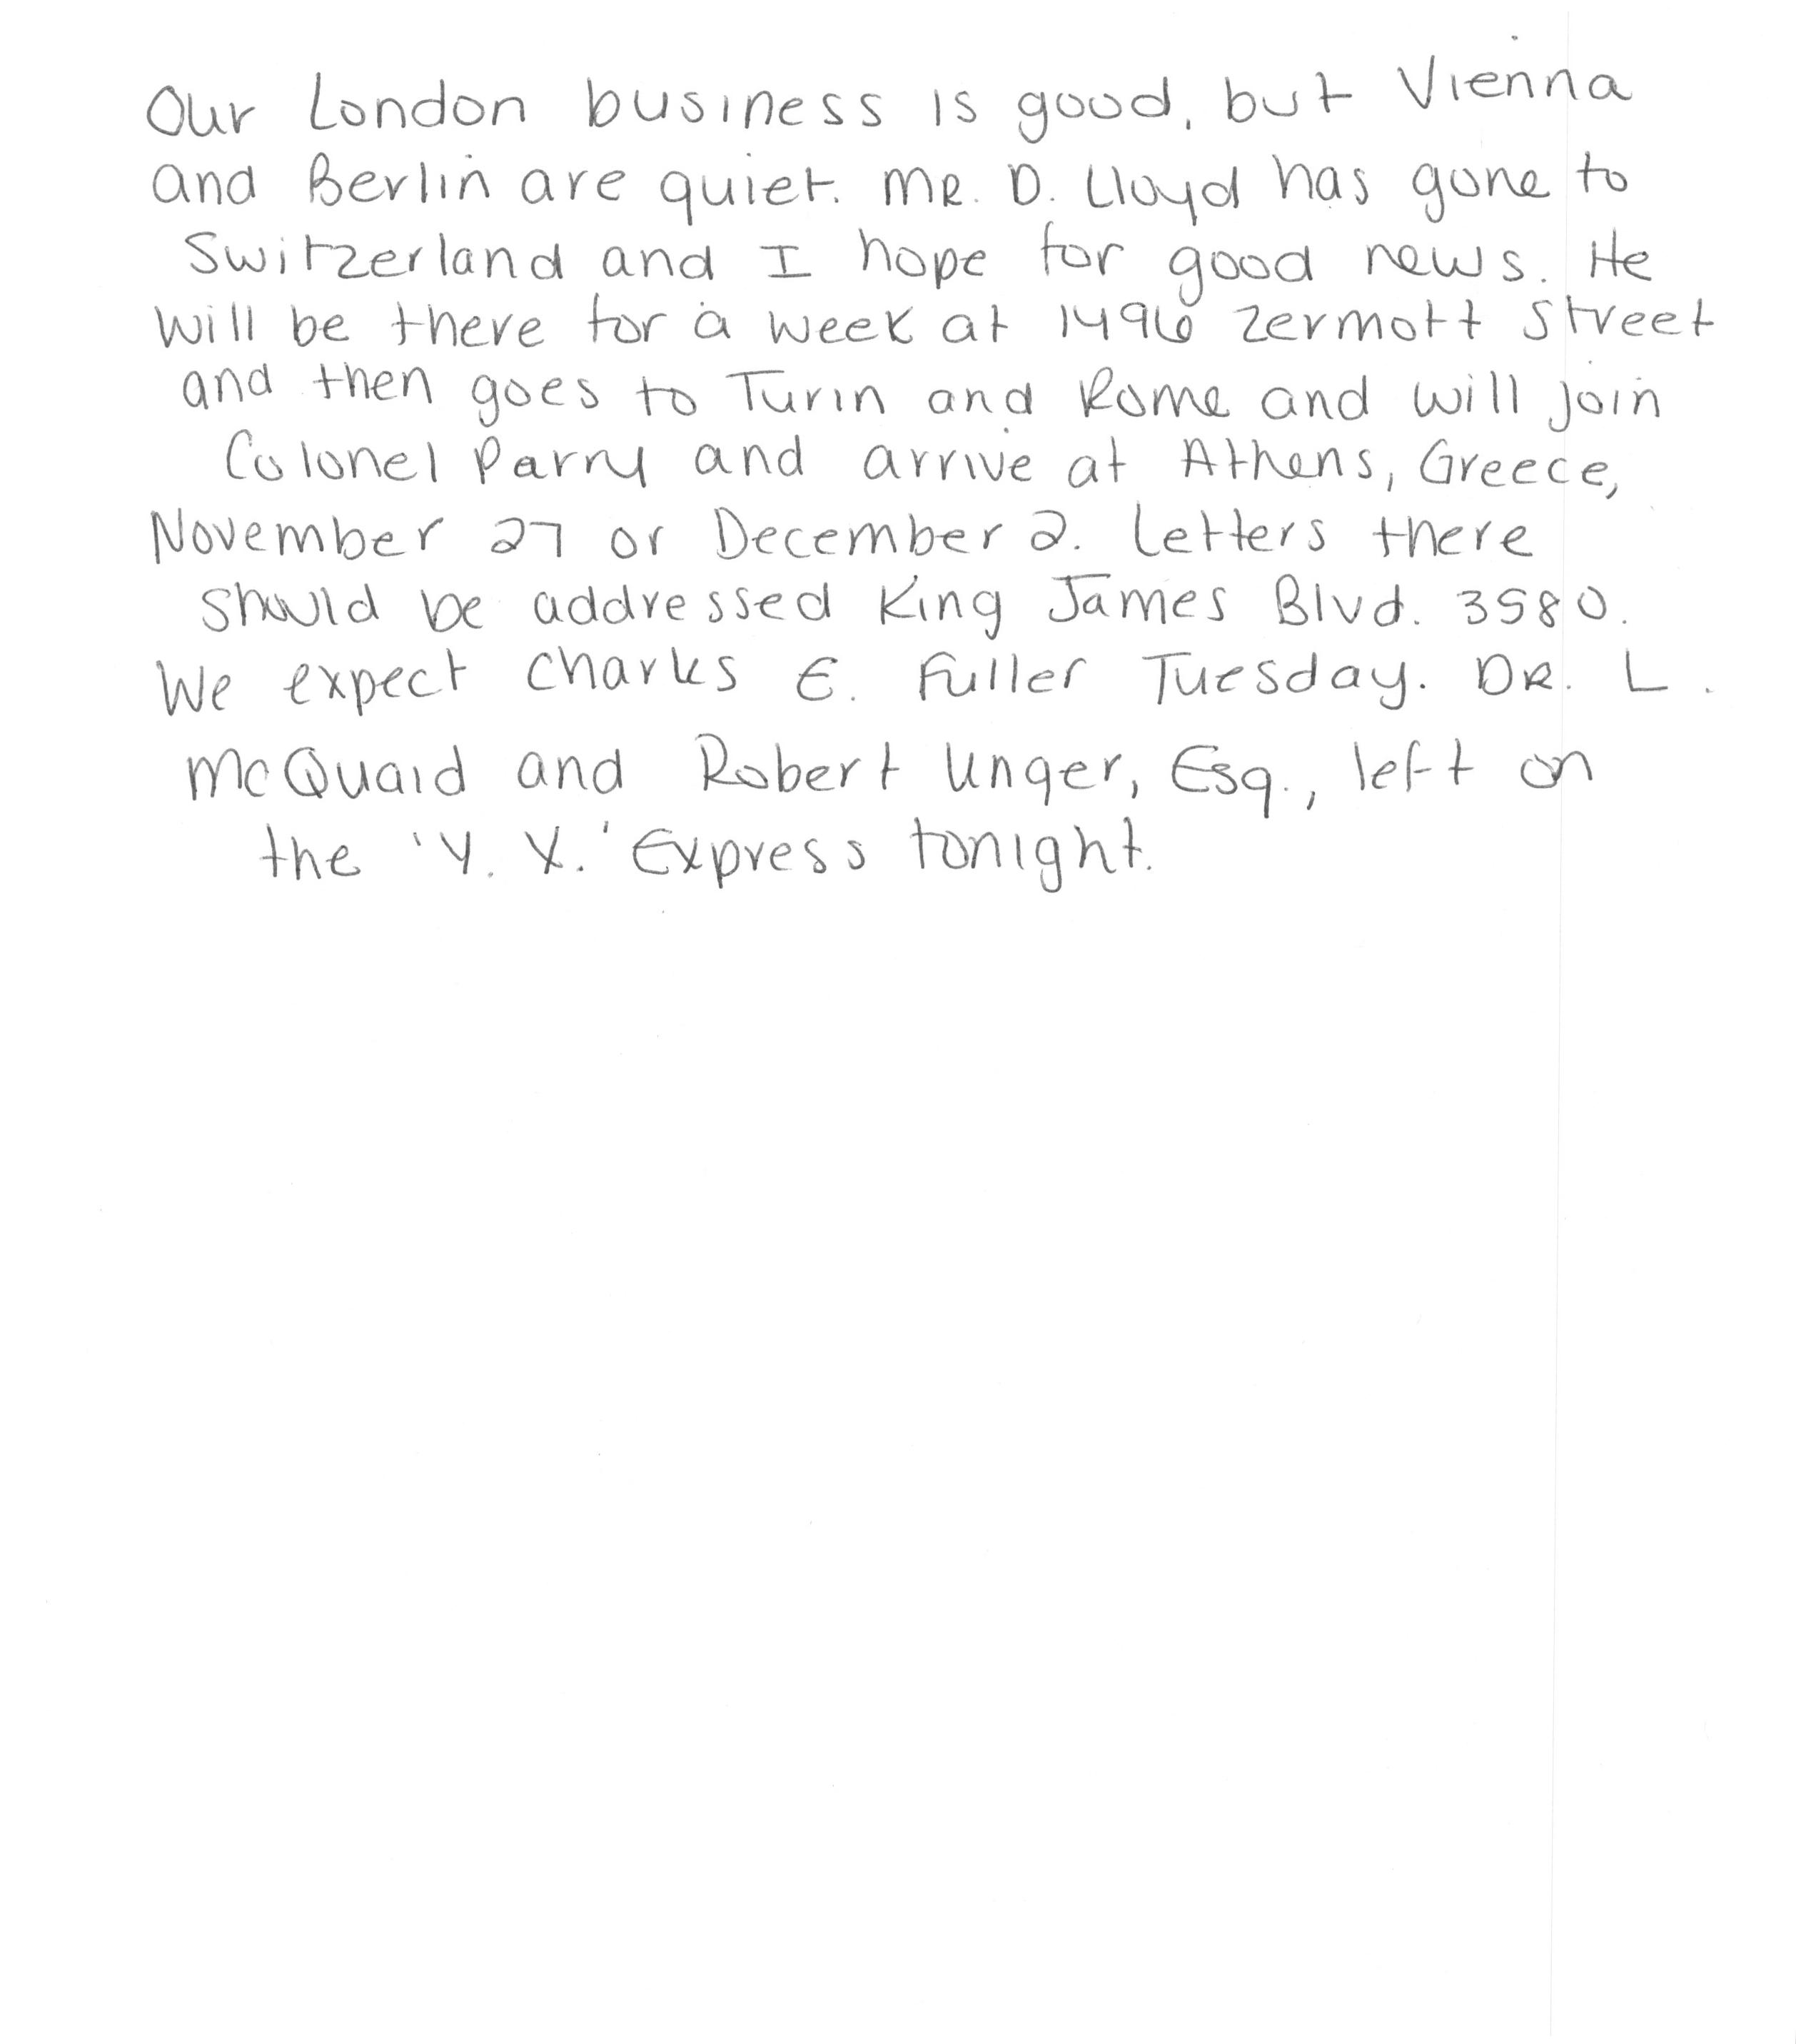 Our London business is good, but Vienna
and Berlin are quiet. MR. D. Lloyd has gone to
Switzerland and I hope for good news. He
will be there for a week at 1496 Zermott Street
and then goes to Turin and Rome and will join
Colonel Parry and arrive at Athens, Greece,
November 27 or December 2. Letters there
should be addressed King James Blvd. 3580.
We expect Charles E. Fuller Tuesday. DR. L.
McQuaid and Robert Unger, Esq., left on
the 'Y. X.' Express tonight.